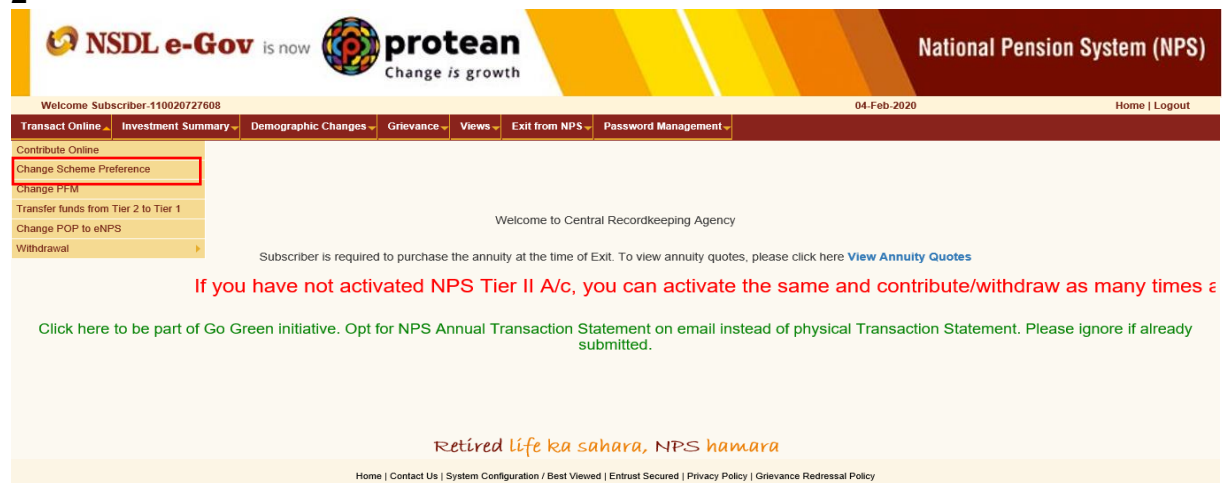 NSDL e-Gov is now protean
Change is growth
National Pension System (NPS)
Welcome Subscriber-110020727608 04-Feb-2020 Home | Logout
Transact Online Investment Summary Demographic Changes Grievance Views Exit from NPS Password Management
Contribute Online
Change Scheme Preference
Change PFM
Transfer funds from Tier 2 to Tier 1
Change POP to eNPS
Withdrawal
Welcome to Central Recordkeeping Agency
Subscriber is required to purchase the annuity at the time of Exit. To view annuity quotes, please click here View Annuity Quotes
If you have not activated NPS Tier II A/c, you can activate the same and contribute/withdraw as many times a
Click here to be part of Go Green initiative. Opt for NPS Annual Transaction Statement on email instead of physical Transaction Statement. Please ignore if already
submitted.
Retired life ka sahara, NPS hamara
Home | Contact Us | System Configuration / Best Viewed | Entrust Secured | Privacy Policy | Grievance Redressal Policy